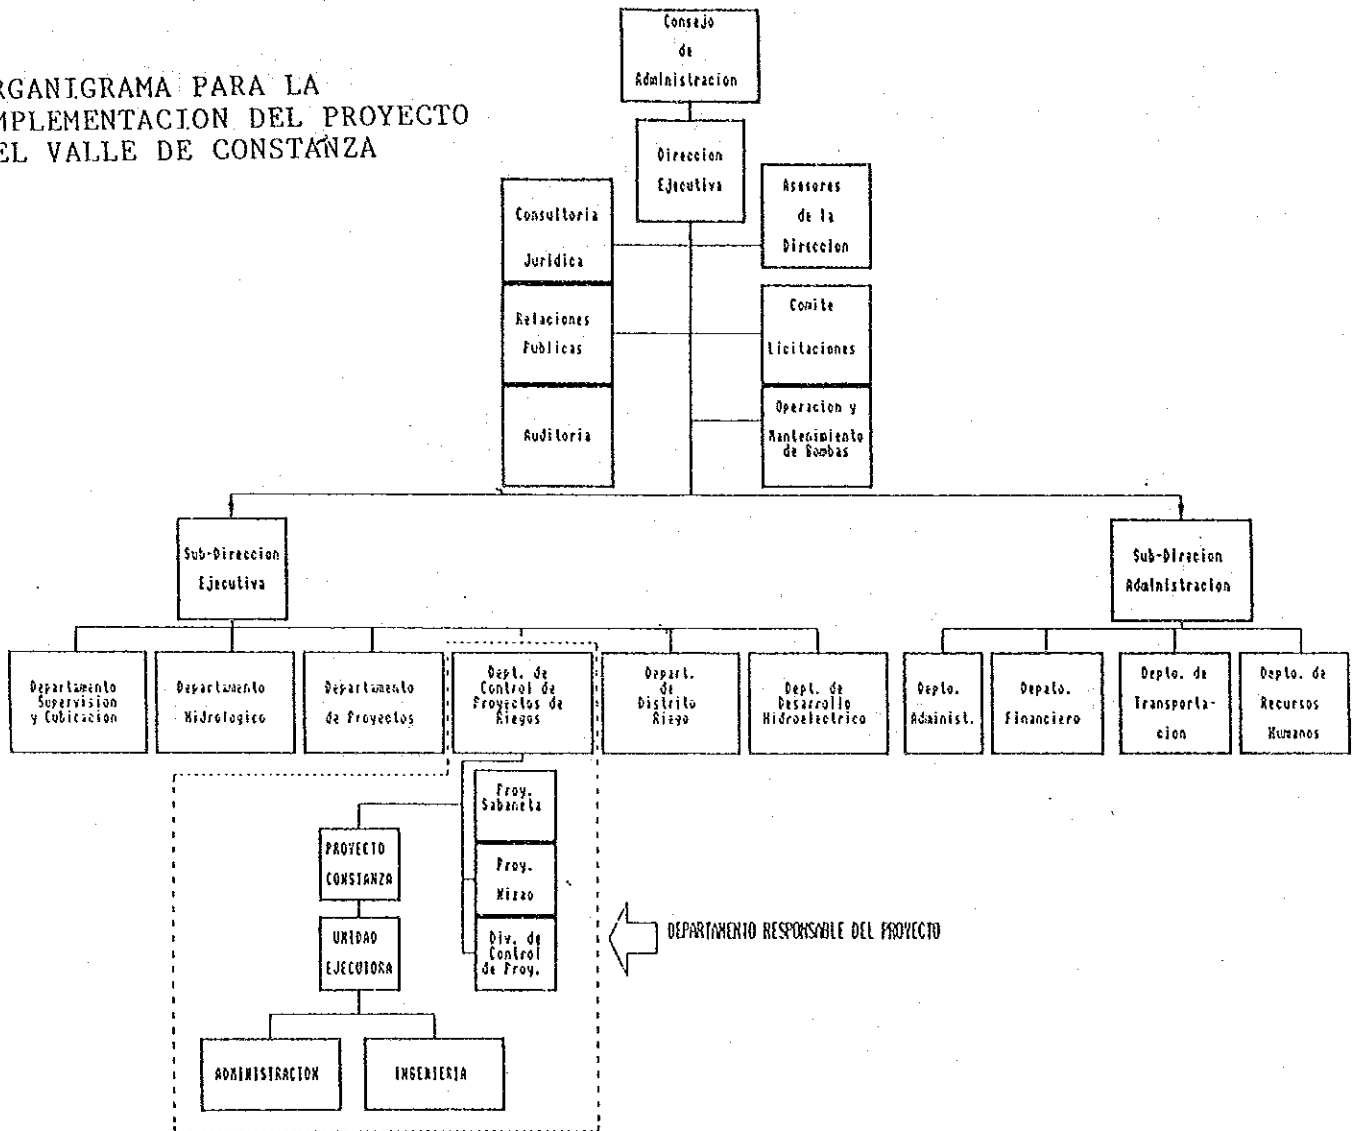 RGANIGRAMA PARA LA
MPLEMENTACION DEL PROYECTO
EL VALLE DE CONSTANZA
Consejo
de
Administracion
Direccion
Ejecutiva
Consultoria
Juridica
Asesores
de la
Direccion
Relaciones
Publicas
Comite
Licitaciones
Auditoria
Operacion y
Mantenimiento
de Bombas
Sub-Direccion
Ejecutiva
Sub-Direcion
Administracion
Departamento
Supervision
y Cubicacion
Departamento
Hidrologico
Departamento
de Proyectos
Dept. de
Control de
Proyectos de
Riegos
Depart.
de
Distrito
Riego
Dept. de
Desarrollo
Hidroelectrico
Depto.
Administ.
Depato.
Financiero
Depto. de
Transporta-
cion
Depto. de
Recursos
Humanos
Proy.
Sabaneta
Proy.
Nizao
Div. de
Control
de Proy.
PROYECTO
CONSTANZA
UNIDAD
EJECUTORA
ADMINISTRACION
INGENIERIA
DEPARTAMENTO RESPONSABLE DEL PROYECTO